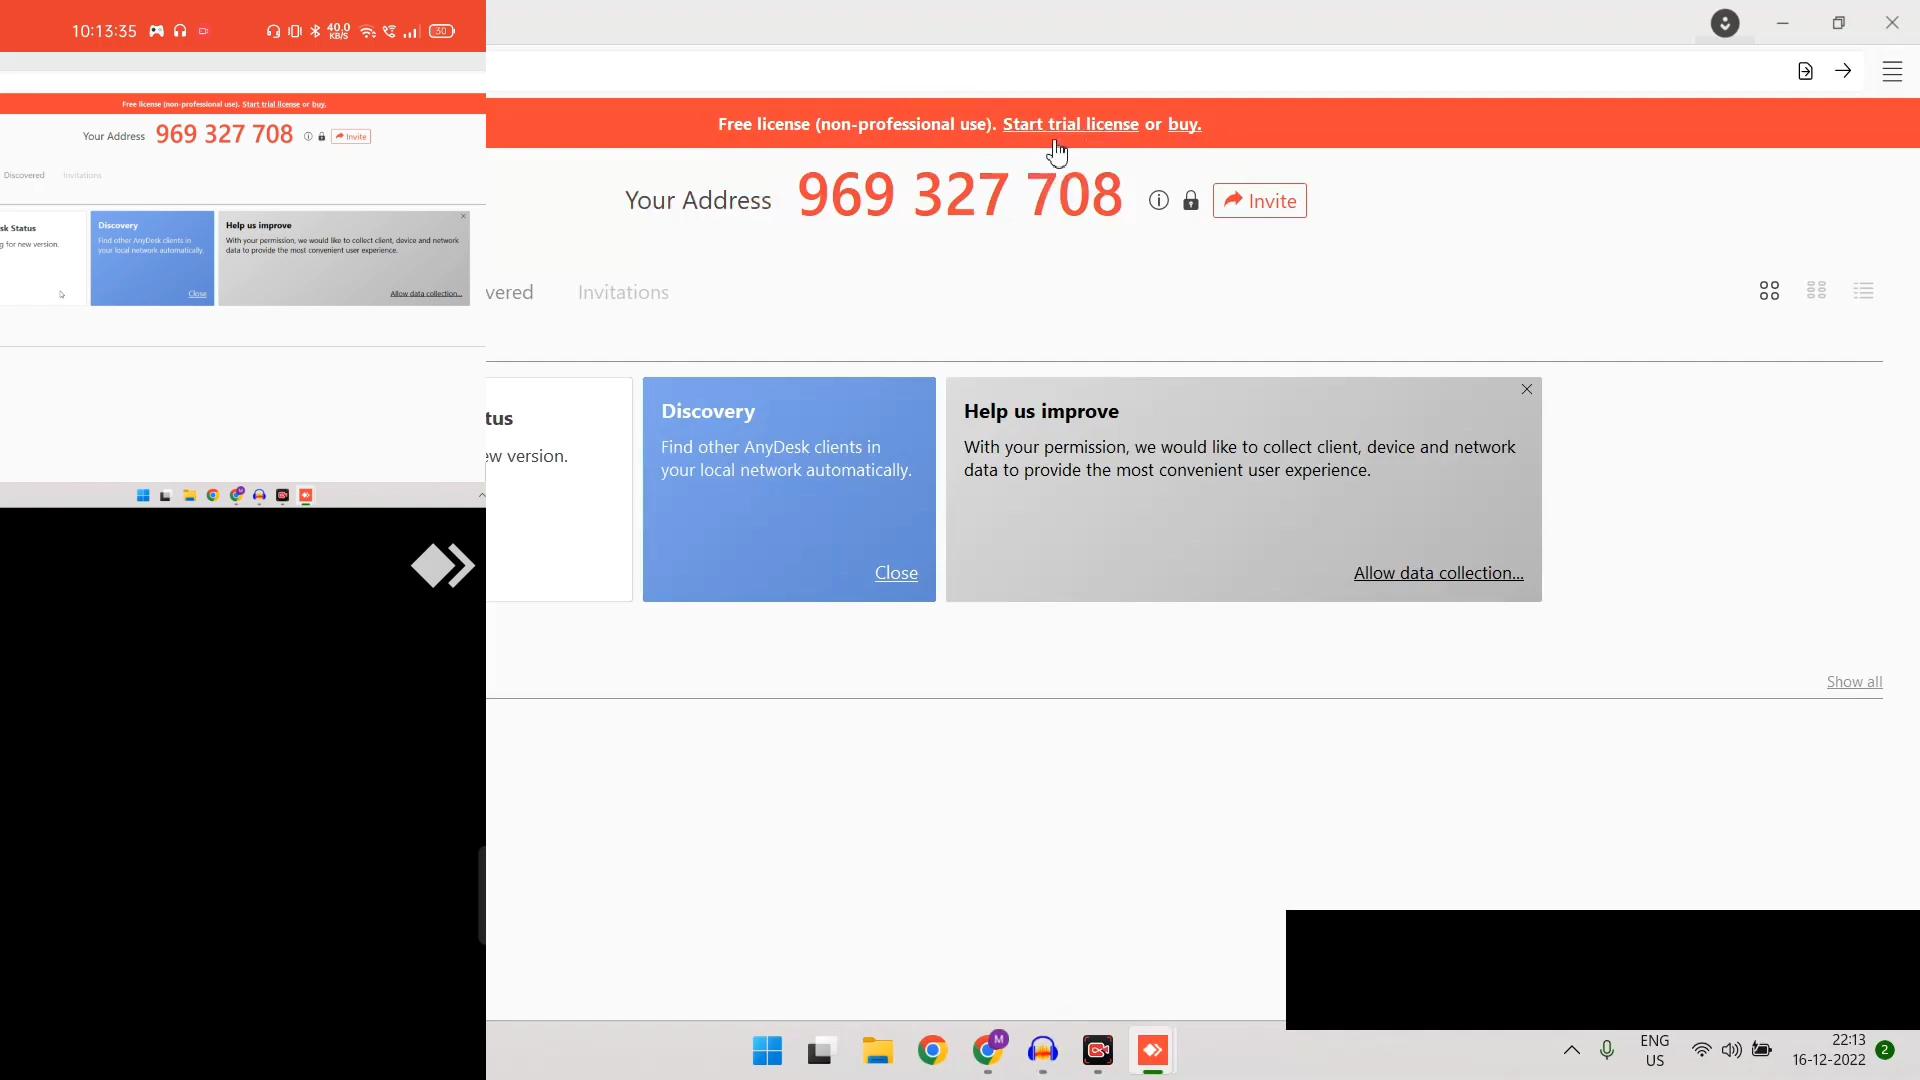 10:13:35
40.0
KB/S
30
Free license (non-professional use). Start trial license or buy.
Your Address 969 327 708 Invite
Discovered Invitations
sk Status
g for new version.
Discovery
Find other AnyDesk clients in
your local network automatically.
Close
Help us improve
With your permission, we would like to collect client, device and network
data to provide the most convenient user experience.
Allow data collection...
Free license (non-professional use). Start trial license or buy.
Your Address 969 327 708 Invite
vered Invitations
tus
ew version.
Discovery
Find other AnyDesk clients in
your local network automatically.
Close
Help us improve
With your permission, we would like to collect client, device and network
data to provide the most convenient user experience.
Allow data collection...
Show all
M
ENG
US
22:13
16-12-2022
2